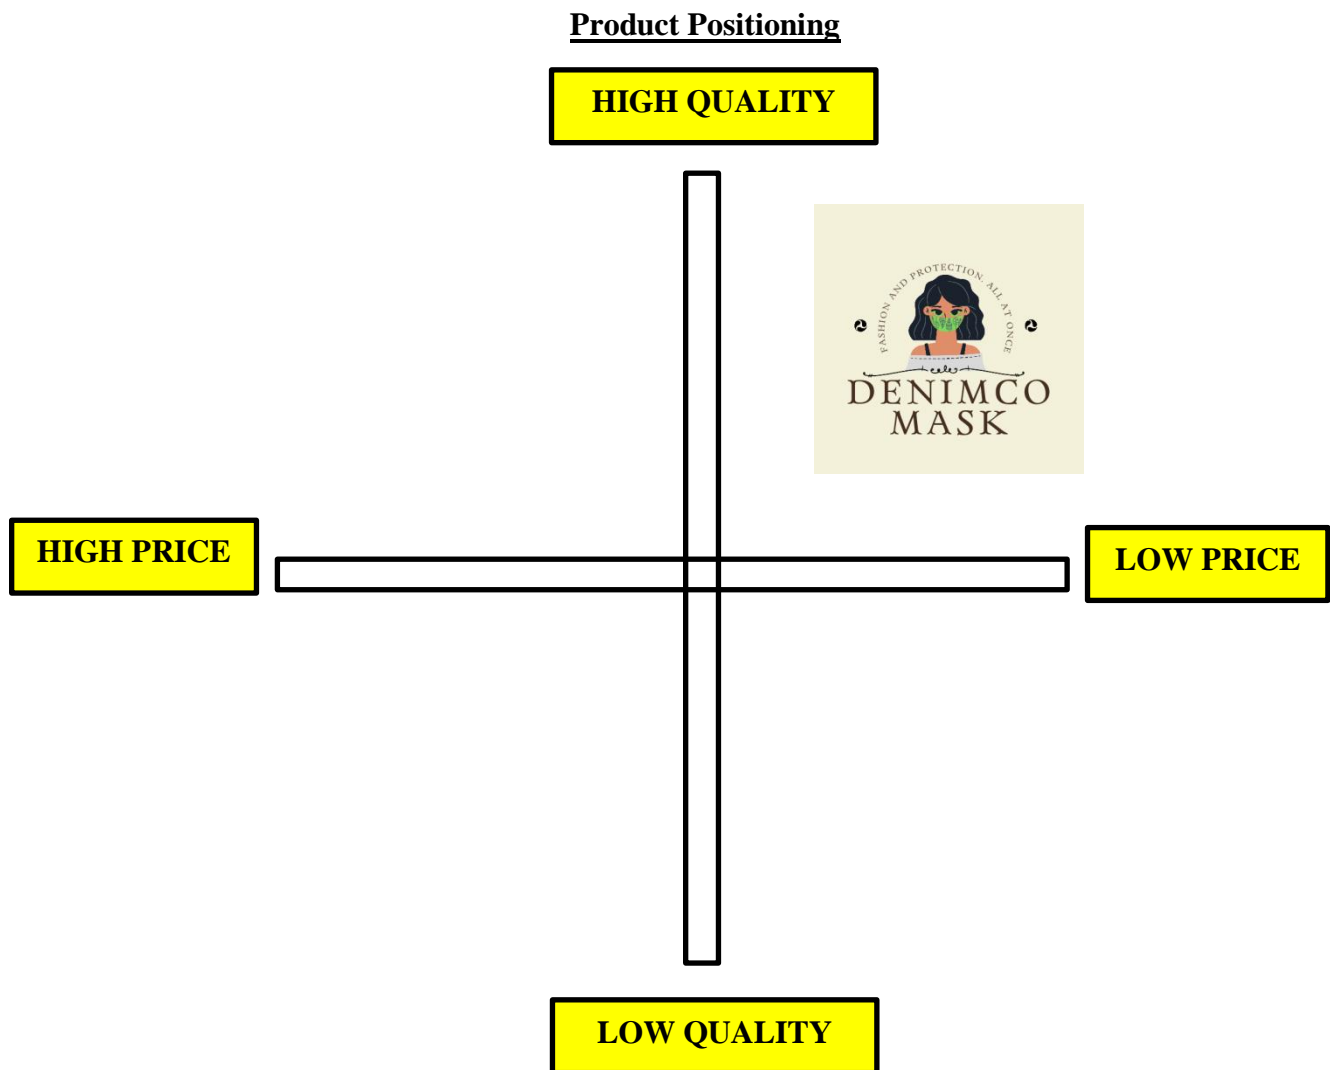 Product Positioning
HIGH QUALITY
FASHION AND PROTECTION, ALL AT ONCE
DENIMCO
MASK
HIGH PRICE
LOW PRICE
LOW QUALITY